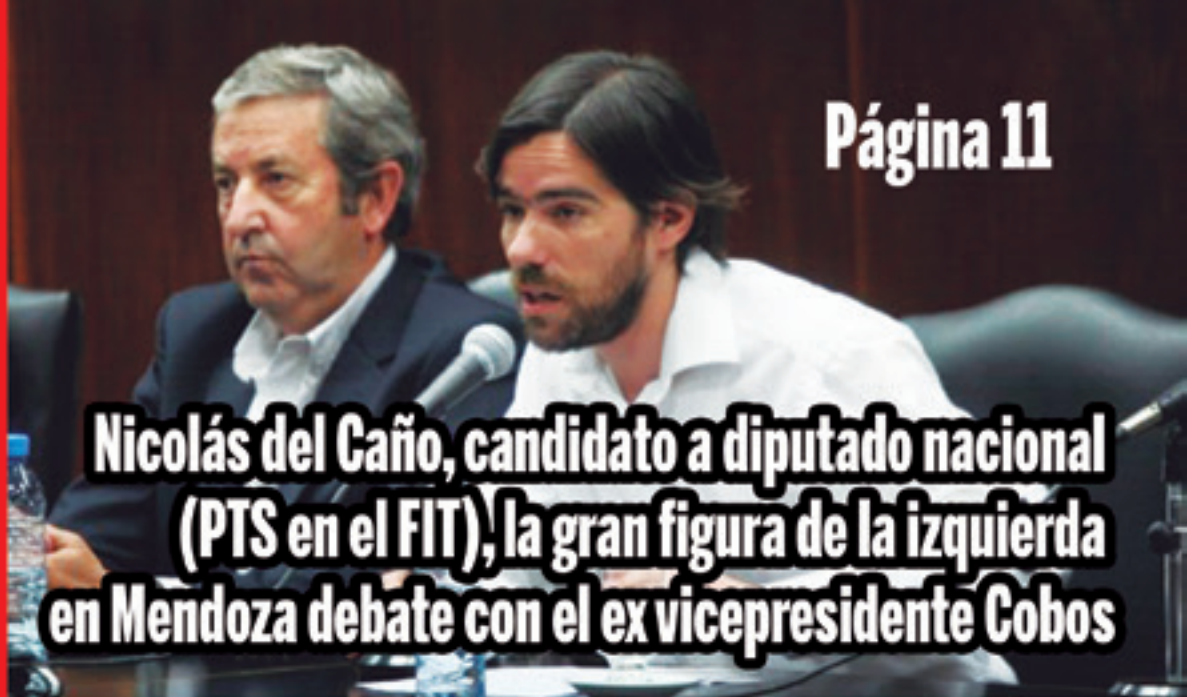 Página 11
Nicolás del Caño, candidato a diputado nacional
(PTS en el FIT), la gran figura de la izquierda
en Mendoza debate con el ex vicepresidente Cobos